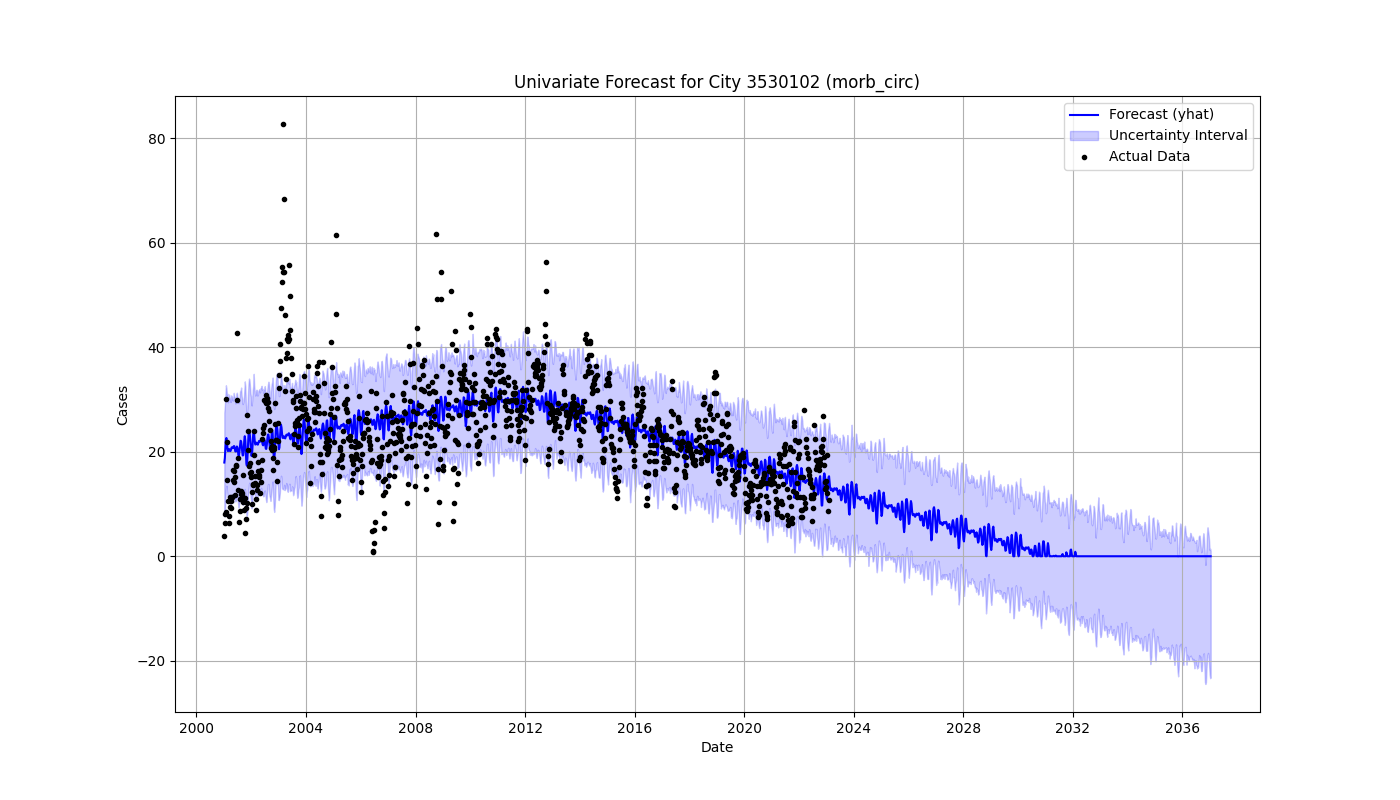 Univariate Forecast for City 3530102 (morb_circ)
Forecast (yhat)
Uncertainty Interval
Actual Data
80
60
40
20
0
−20
Cases
2000 2004 2008 2012 2016 2020 2024 2028 2032 2036
Date